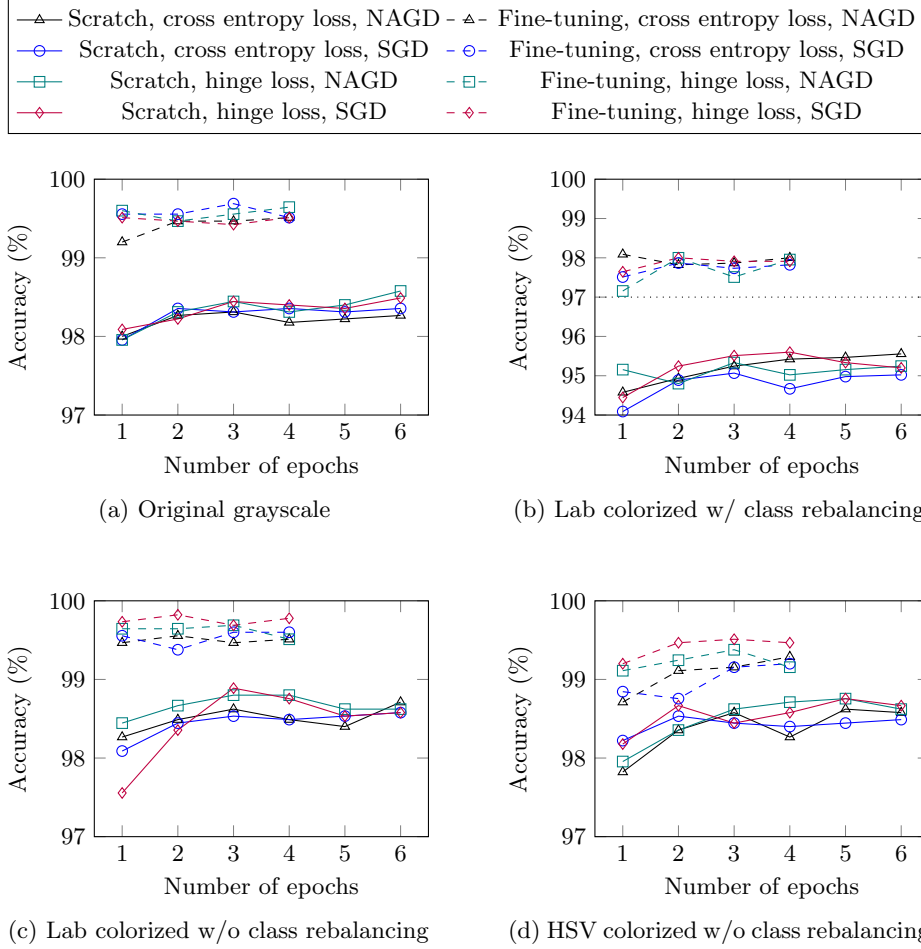 Scratch, cross entropy loss, NAGD Fine-tuning, cross entropy loss, NAGD
Scratch, cross entropy loss, SGD Fine-tuning, cross entropy loss, SGD
Scratch, hinge loss, NAGD Fine-tuning, hinge loss, NAGD
Scratch, hinge loss, SGD Fine-tuning, hinge loss, SGD
100
99
98
97
Accuracy (%)
1 2 3 4 5 6
Number of epochs
(a) Original grayscale
100
99
98
97
96
95
94
Accuracy (%)
1 2 3 4 5 6
Number of epochs
(b) Lab colorized w/ class rebalancing
100
99
98
97
Accuracy (%)
1 2 3 4 5 6
Number of epochs
(c) Lab colorized w/o class rebalancing
100
99
98
97
Accuracy (%)
1 2 3 4 5 6
Number of epochs
(d) HSV colorized w/o class rebalancing